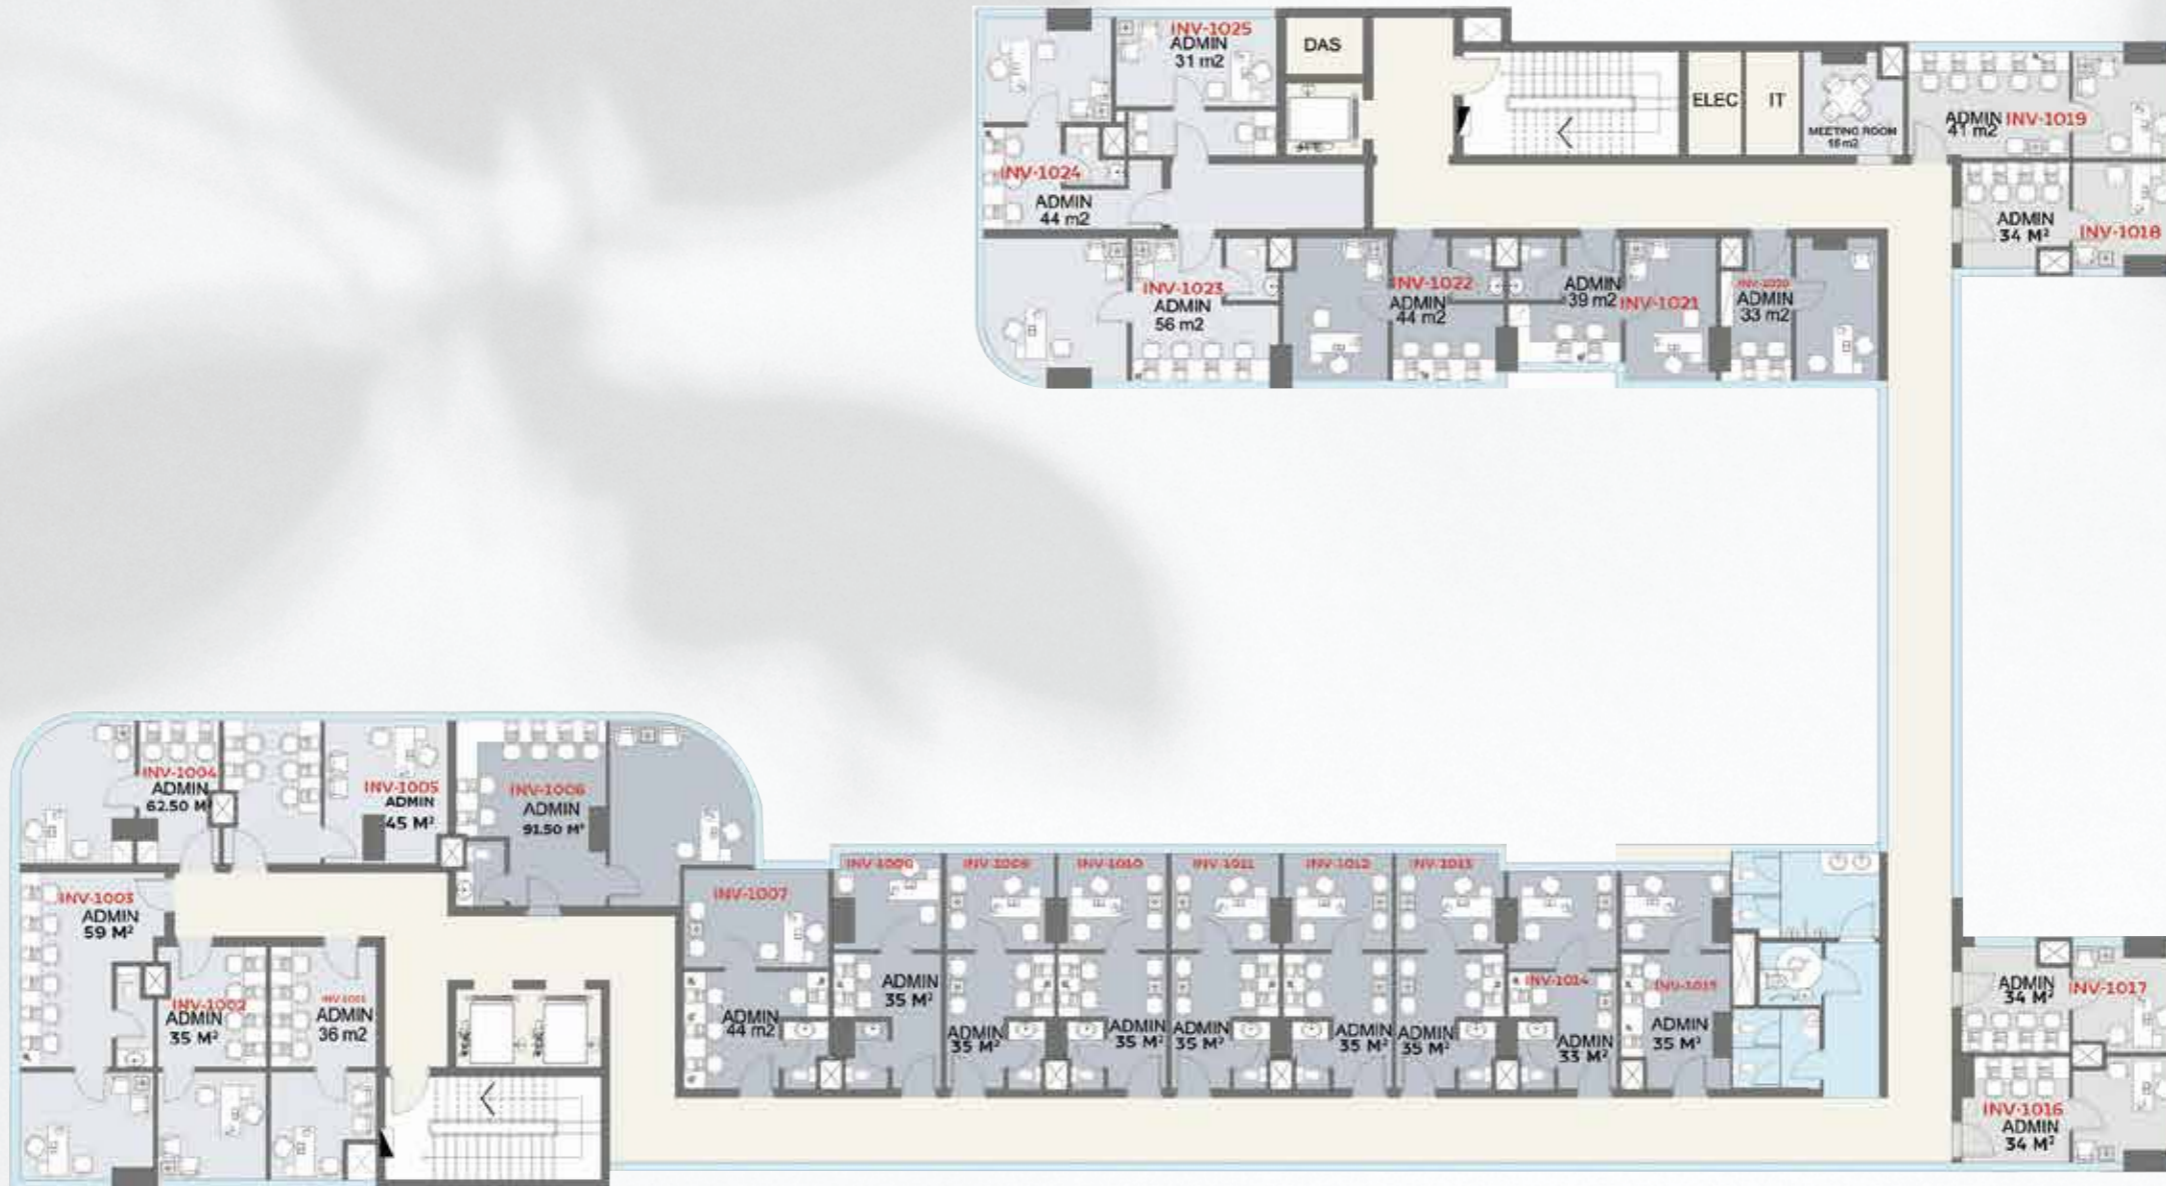 INV-1025
ADMIN
31 m2
DAS
ELEC
IT
MEETING ROOM
ADMIN
41 m2
INV-1019
INV-1024
ADMIN
44 m2
ADMIN
34 M²
INV-1018
INV-1023
ADMIN
56 m2
INV-1022
ADMIN
44 m2
ADMIN
39 m2
INV-1021
ADMIN
33 m2
INV-1004
ADMIN
62.50 M²
INV-1005
ADMIN
45 M²
INV-1006
ADMIN
91.50 M²
INV-1003
ADMIN
59 M²
INV-1002
ADMIN
35 M²
INV-1001
ADMIN
36 m2
INV-1007
ADMIN
44 m2
ADMIN
35 M²
INV-1009
ADMIN
35 M²
INV-1010
ADMIN
35 M²
INV-1011
ADMIN
35 M²
INV-1012
ADMIN
35 M²
INV-1013
ADMIN
35 M²
INV-1014
ADMIN
33 M²
INV-1015
ADMIN
35 M²
ADMIN
34 M²
INV-1017
INV-1016
ADMIN
34 M²